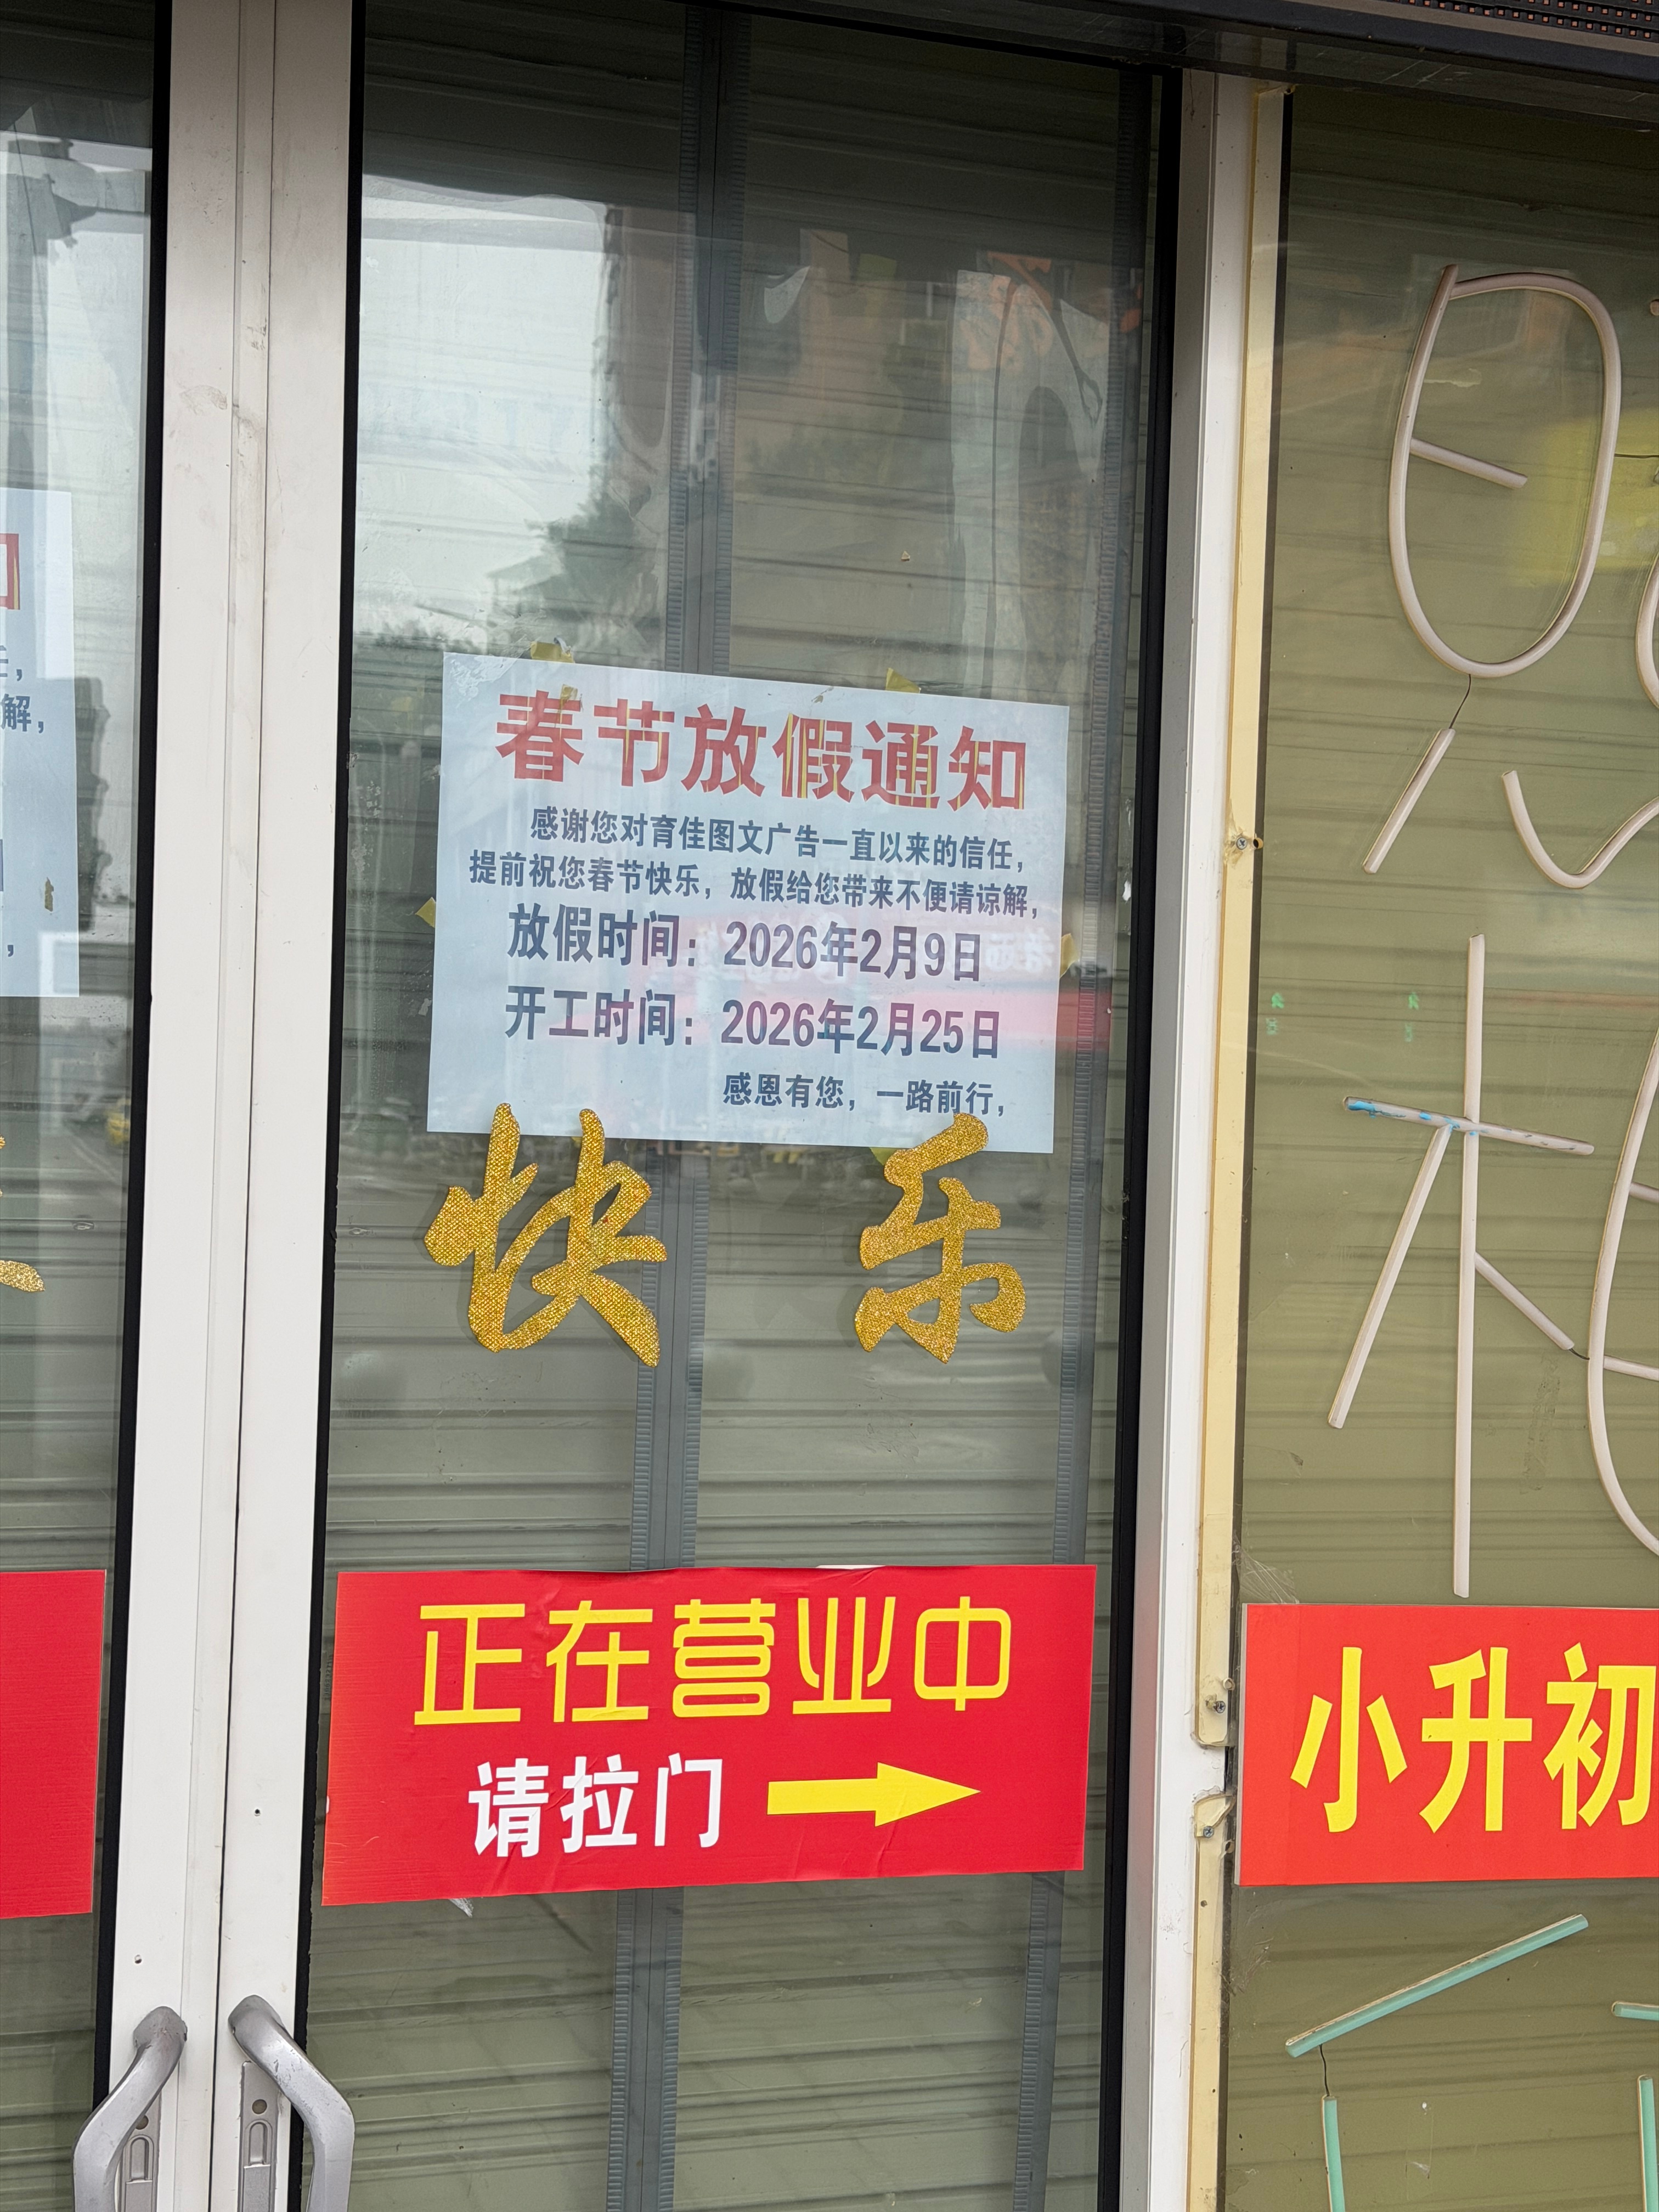 春节放假通知
感谢您对育佳图文广告一直以来的信任，
提前祝您春节快乐，放假给您带来不便请谅解，
放假时间：2026年2月9日
开工时间：2026年2月25日
感恩有您，一路前行，
快 乐
正在营业中
请拉门
小升初
知
任，
解，
，